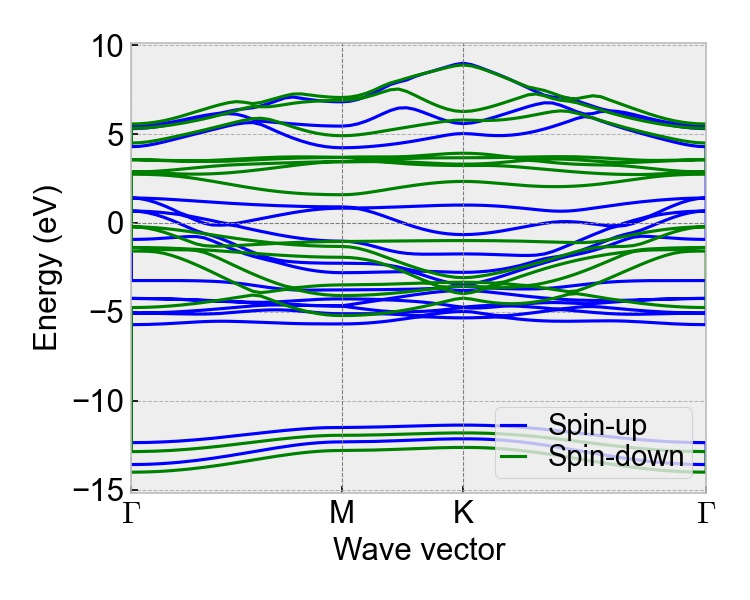 10
5
0
−5
−10
−15
Energy (eV)
Spin-up
Spin-down
Γ M K Γ
Wave vector